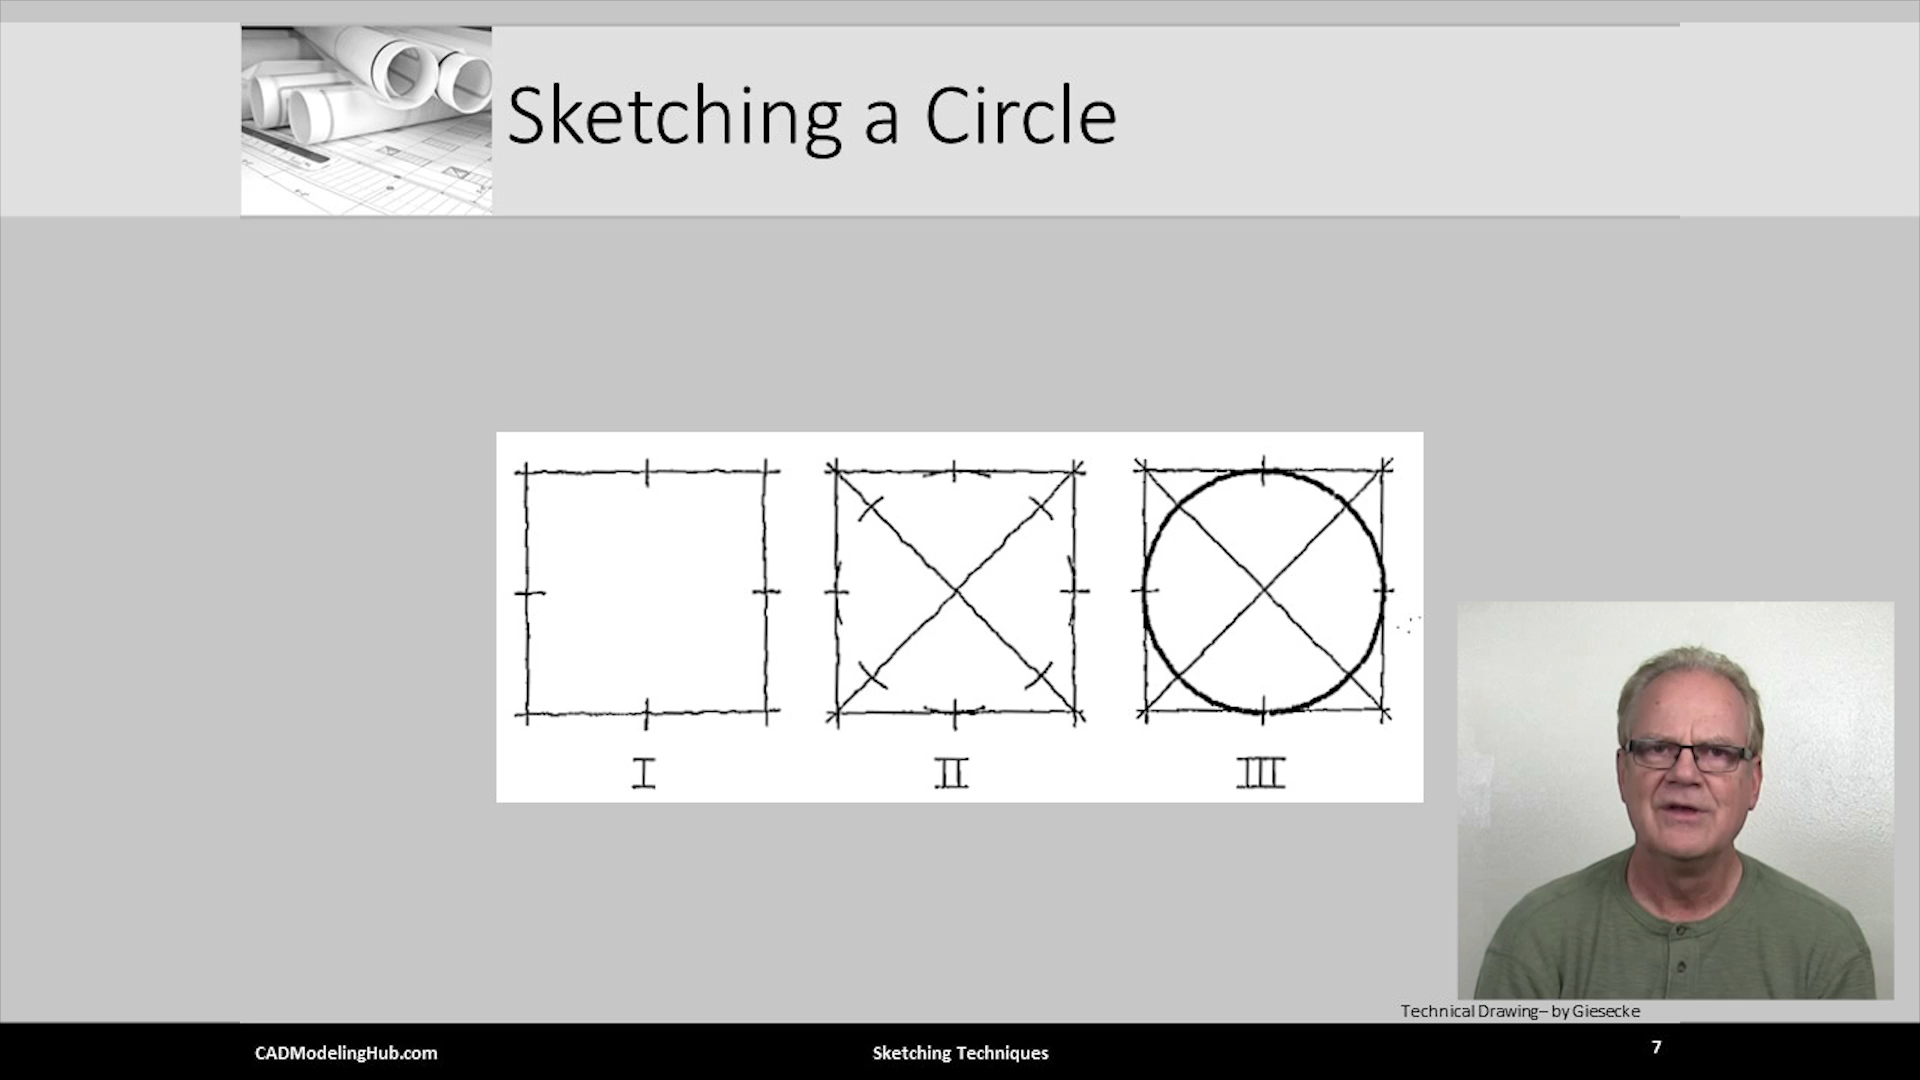 Sketching a Circle
I II III
Technical Drawing– by Giesecke
CADModelingHub.com
Sketching Techniques
7